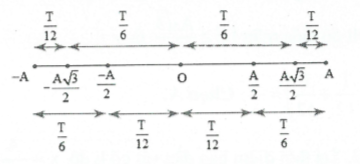 T/12 T/6 T/6 T/12
-A -A√3/2 -A/2 O A/2 A√3/2 A
T/6 T/12 T/12 T/6